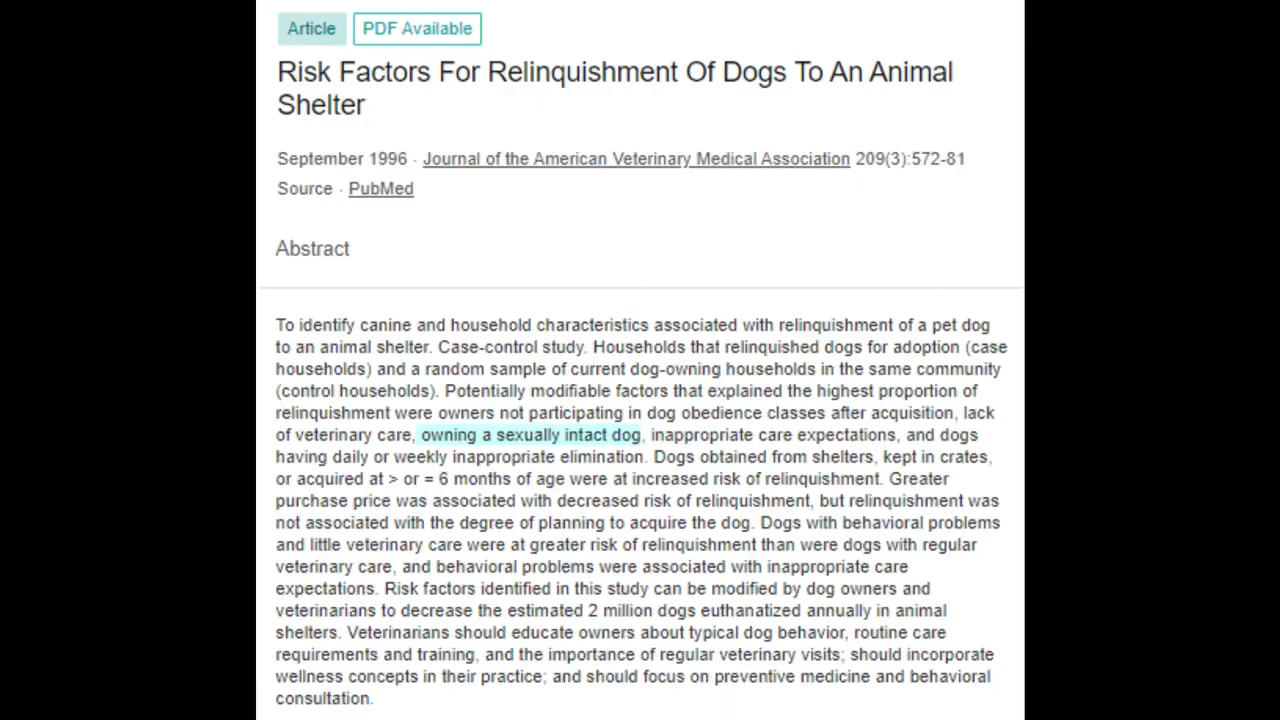 Article PDF Available
Risk Factors For Relinquishment Of Dogs To An Animal
Shelter
September 1996 · Journal of the American Veterinary Medical Association 209(3):572-81
Source · PubMed
Abstract
To identify canine and household characteristics associated with relinquishment of a pet dog
to an animal shelter. Case-control study. Households that relinquished dogs for adoption (case
households) and a random sample of current dog-owning households in the same community
(control households). Potentially modifiable factors that explained the highest proportion of
relinquishment were owners not participating in dog obedience classes after acquisition, lack
of veterinary care, owning a sexually intact dog, inappropriate care expectations, and dogs
having daily or weekly inappropriate elimination. Dogs obtained from shelters, kept in crates,
or acquired at > or = 6 months of age were at increased risk of relinquishment. Greater
purchase price was associated with decreased risk of relinquishment, but relinquishment was
not associated with the degree of planning to acquire the dog. Dogs with behavioral problems
and little veterinary care were at greater risk of relinquishment than were dogs with regular
veterinary care, and behavioral problems were associated with inappropriate care
expectations. Risk factors identified in this study can be modified by dog owners and
veterinarians to decrease the estimated 2 million dogs euthanatized annually in animal
shelters. Veterinarians should educate owners about typical dog behavior, routine care
requirements and training, and the importance of regular veterinary visits; should incorporate
wellness concepts in their practice; and should focus on preventive medicine and behavioral
consultation.